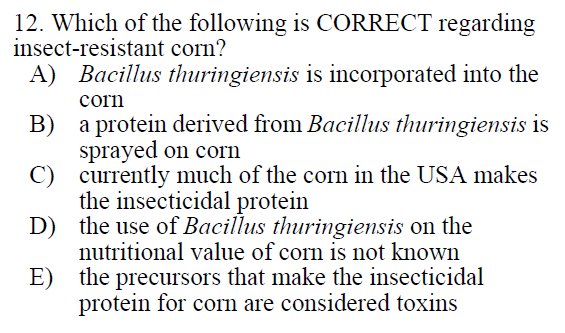 12. Which of the following is CORRECT regarding
insect-resistant corn?
A) Bacillus thuringiensis is incorporated into the
corn
B) a protein derived from Bacillus thuringiensis is
sprayed on corn
C) currently much of the corn in the USA makes
the insecticidal protein
D) the use of Bacillus thuringiensis on the
nutritional value of corn is not known
E) the precursors that make the insecticidal
protein for corn are considered toxins